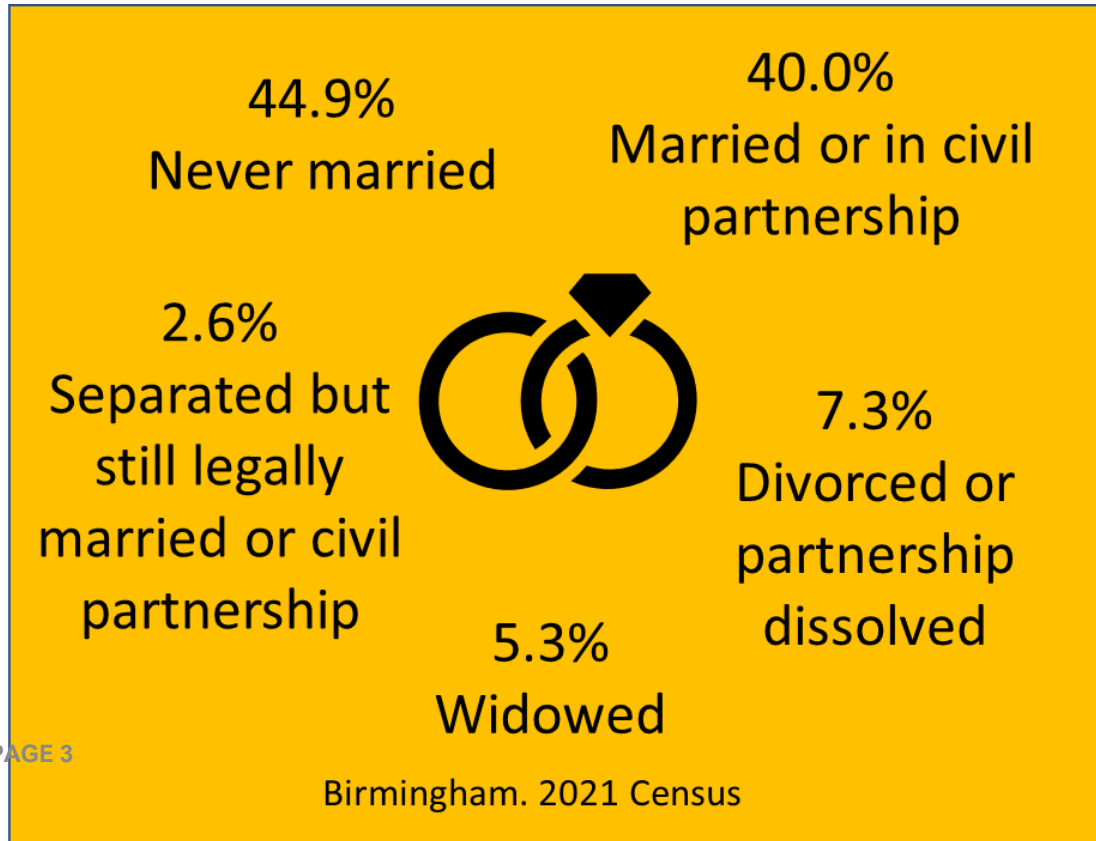 44.9%
Never married
40.0%
Married or in civil
partnership
2.6%
Separated but
still legally
married or civil
partnership
7.3%
Divorced or
partnership
dissolved
5.3%
Widowed
PAGE 3
Birmingham. 2021 Census